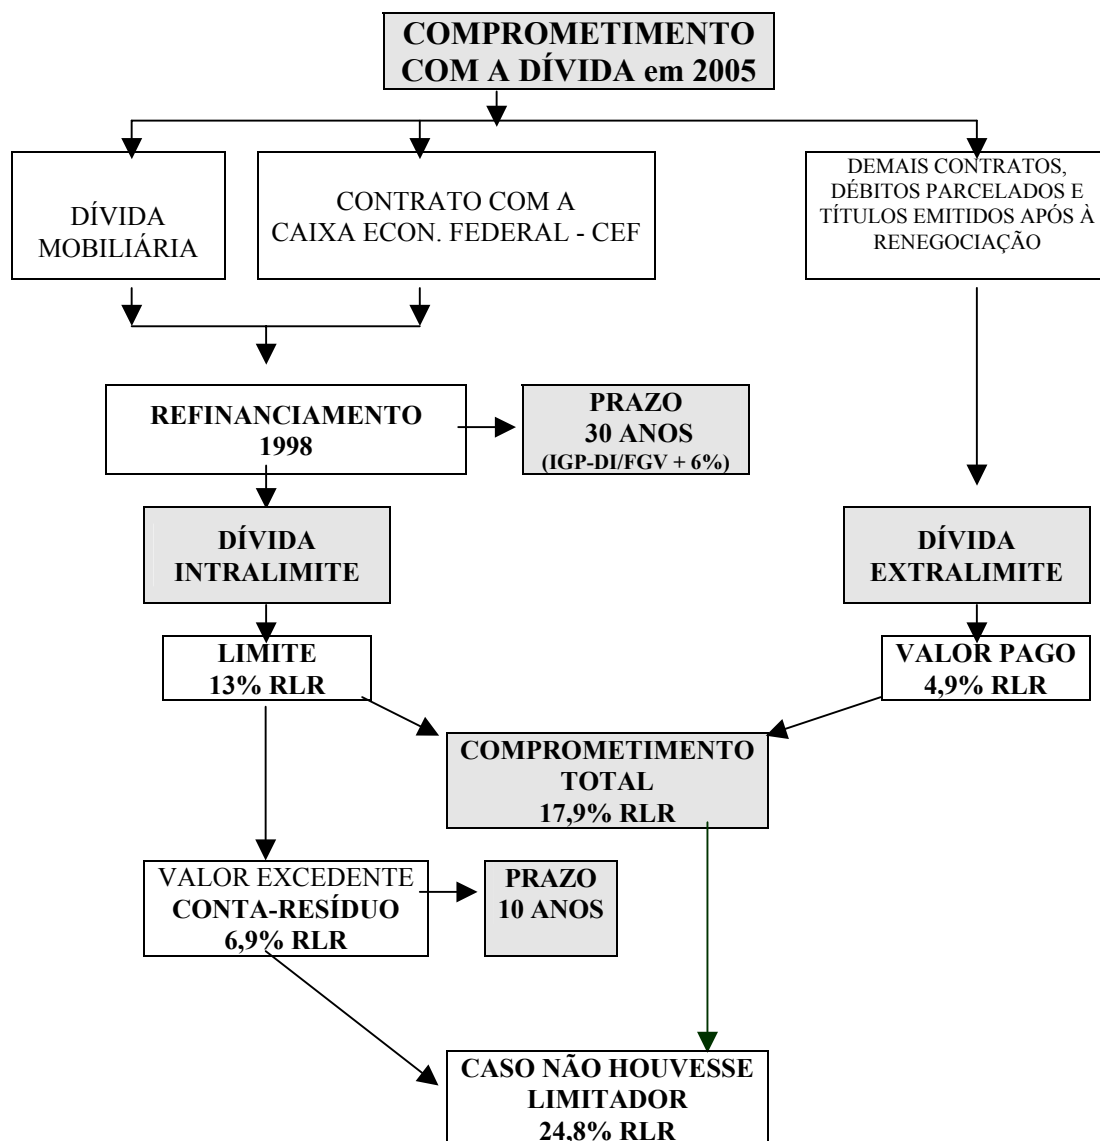 COMPROMETIMENTO
COM A DÍVIDA em 2005
DÍVIDA
MOBILIÁRIA
CONTRATO COM A
CAIXA ECON. FEDERAL - CEF
DEMAIS CONTRATOS,
DÉBITOS PARCELADOS E
TÍTULOS EMITIDOS APÓS À
RENEGOCIAÇÃO
REFINANCIAMENTO
1998
PRAZO
30 ANOS
(IGP-DI/FGV + 6%)
DÍVIDA
INTRALIMITE
DÍVIDA
EXTRALIMITE
LIMITE
13% RLR
VALOR PAGO
4,9% RLR
COMPROMETIMENTO
TOTAL
17,9% RLR
VALOR EXCEDENTE
CONTA-RESÍDUO
6,9% RLR
PRAZO
10 ANOS
CASO NÃO HOUVESSE
LIMITADOR
24,8% RLR